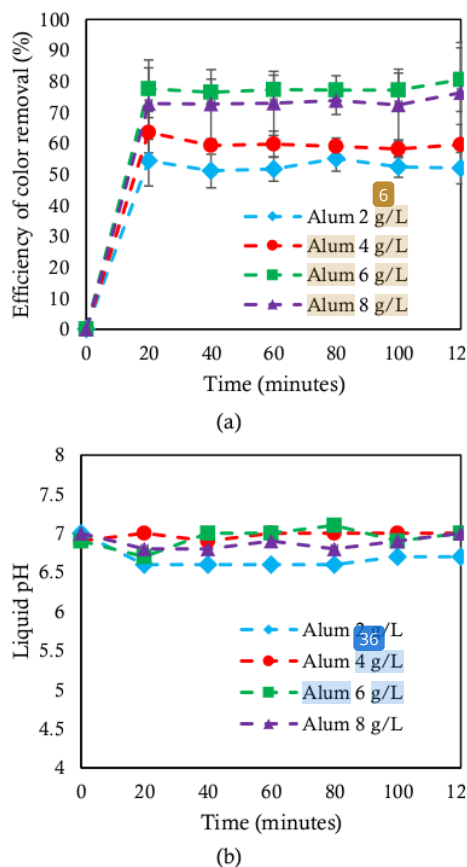 100
90
80
70
60
50
40
30
20
10
0
Efficiency of color removal (%)
6
Alum 2 g/L
Alum 4 g/L
Alum 6 g/L
Alum 8 g/L
0 20 40 60 80 100 12
Time (minutes)
(a)
8
7.5
7
6.5
6
5.5
5
4.5
4
Liquid pH
Alum 2 g/L
36
Alum 4 g/L
Alum 6 g/L
Alum 8 g/L
0 20 40 60 80 100 12
Time (minutes)
(b)